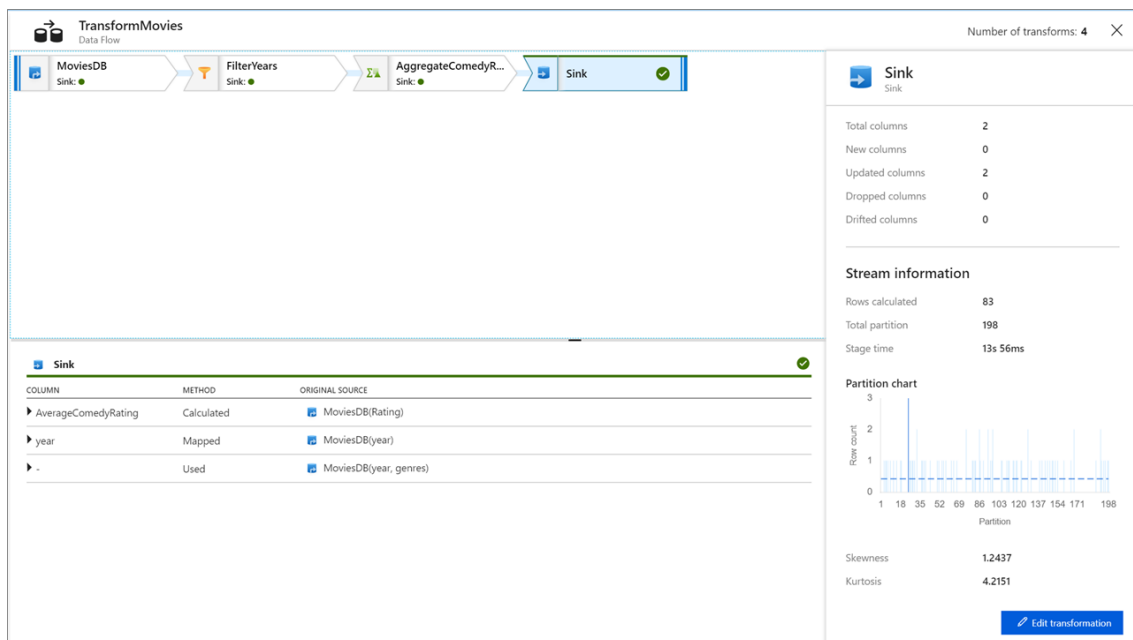 TransformMovies
Data Flow
Number of transforms: 4
MoviesDB
Sink:
FilterYears
Sink:
AggregateComedyR...
Sink:
Sink
Sink
Sink
Total columns 2
New columns 0
Updated columns 2
Dropped columns 0
Drifted columns 0
Stream information
Rows calculated 83
Total partition 198
Stage time 13s 56ms
Partition chart
3
2
1
0
Row count
1 18 35 52 69 86 103 120 137 154 171 198
Partition
Skewness 1.2437
Kurtosis 4.2151
Edit transformation
Sink
COLUMN METHOD ORIGINAL SOURCE
AverageComedyRating Calculated MoviesDB(Rating)
year Mapped MoviesDB(year)
- Used MoviesDB(year, genres)